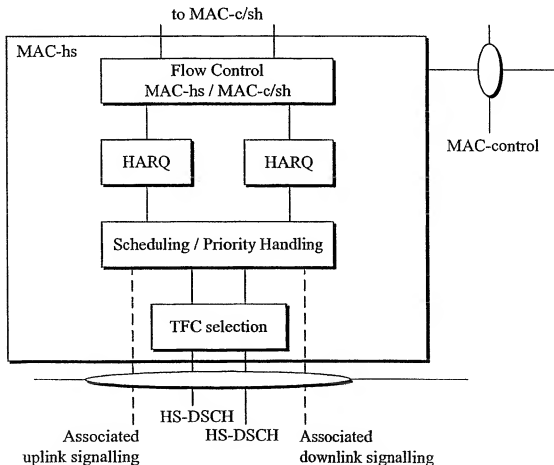 to MAC-c/sh
MAC-hs
Flow Control
MAC-hs / MAC-c/sh
MAC-control
HARQ
HARQ
Scheduling / Priority Handling
TFC selection
HS-DSCH
HS-DSCH
Associated
uplink signalling
Associated
downlink signalling